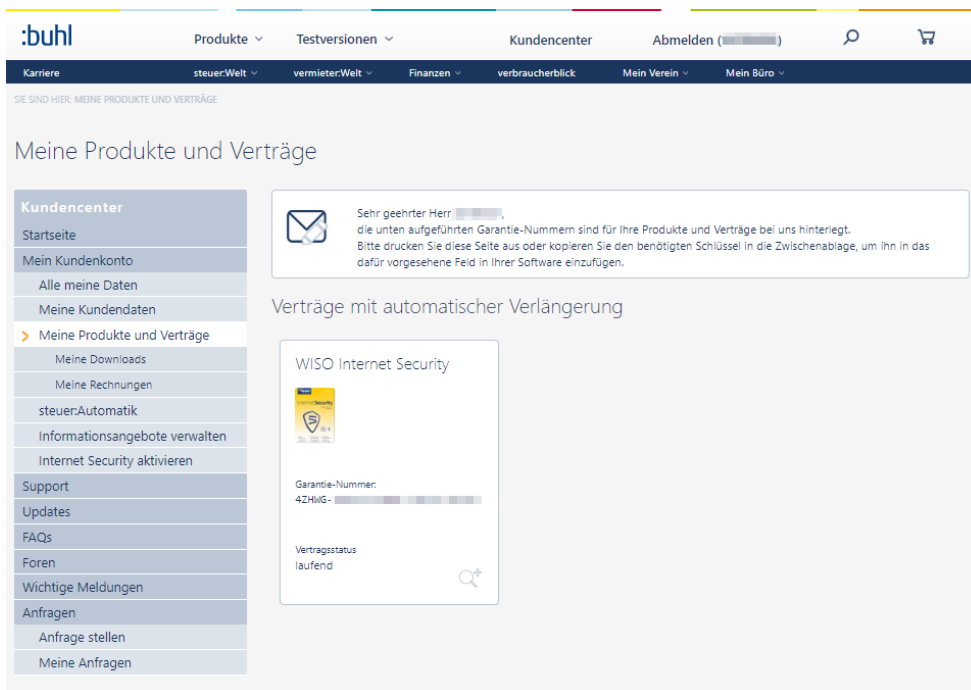 :buhl
Produkte Testversionen Kundencenter Abmelden ( )
Karriere steuer:Welt vermieter:Welt Finanzen verbraucherblick Mein Verein Mein Büro
SIE SIND HIER: MEINE PRODUKTE UND VERTRÄGE
Meine Produkte und Verträge
Kundencenter
Startseite
Mein Kundenkonto
Alle meine Daten
Meine Kundendaten
Meine Produkte und Verträge
Meine Downloads
Meine Rechnungen
steuer:Automatik
Informationsangebote verwalten
Internet Security aktivieren
Support
Updates
FAQs
Foren
Wichtige Meldungen
Anfragen
Anfrage stellen
Meine Anfragen
Sehr geehrter Herr ,
die unten aufgeführten Garantie-Nummern sind für Ihre Produkte und Verträge bei uns hinterlegt.
Bitte drucken Sie diese Seite aus oder kopieren Sie den benötigten Schlüssel in die Zwischenablage, um ihn in das
dafür vorgesehene Feld in Ihrer Software einzufügen.
Verträge mit automatischer Verlängerung
WISO Internet Security
Garantie-Nummer:
4ZHWG-
Vertragsstatus
laufend